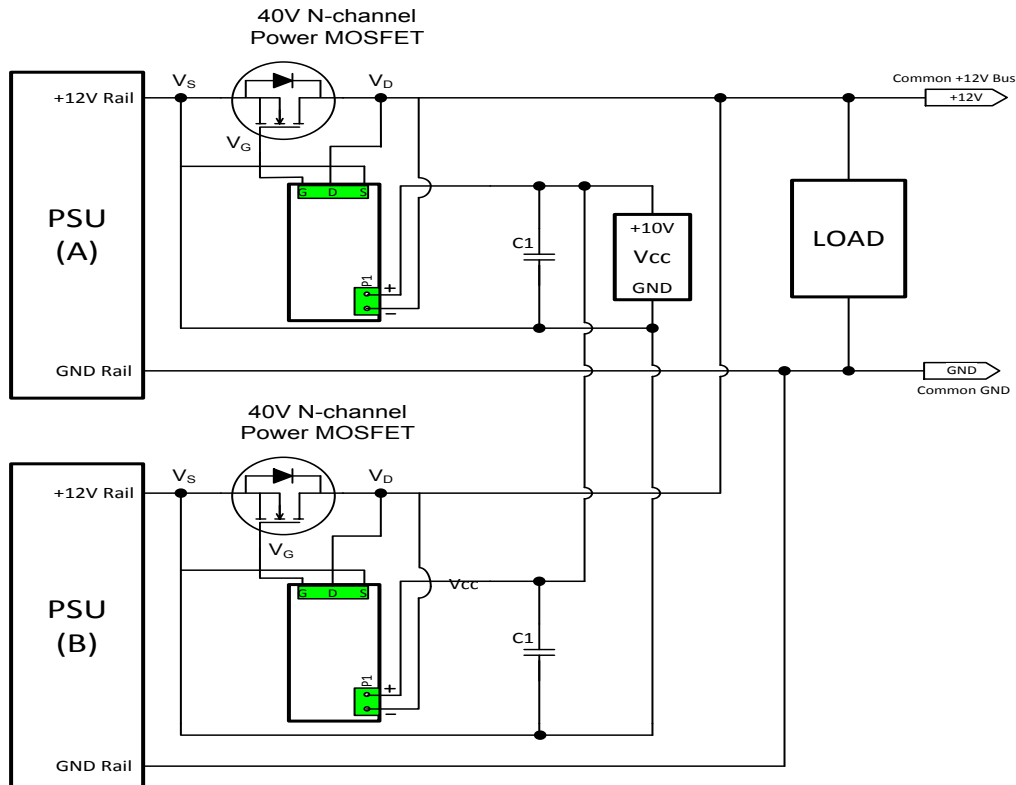 40V N-channel
Power MOSFET
VS
VD
Common +12V Bus
+12V Rail
+12V
VG
G D S
PSU
(A)
+10V
Vcc
GND
C1
LOAD
P1
+
–
GND Rail
GND
Common GND
40V N-channel
Power MOSFET
VS
VD
+12V Rail
VG
G D S
Vcc
PSU
(B)
C1
P1
+
–
GND Rail